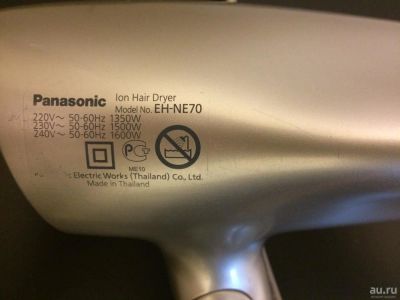 Panasonic Ion Hair Dryer
Model No. EH-NE70
220V~ 50-60Hz 1350W
230V~ 50-60Hz 1500W
240V~ 50-60Hz 1600W
ME10
Electric Works (Thailand) Co., Ltd.
Made in Thailand
au.ru